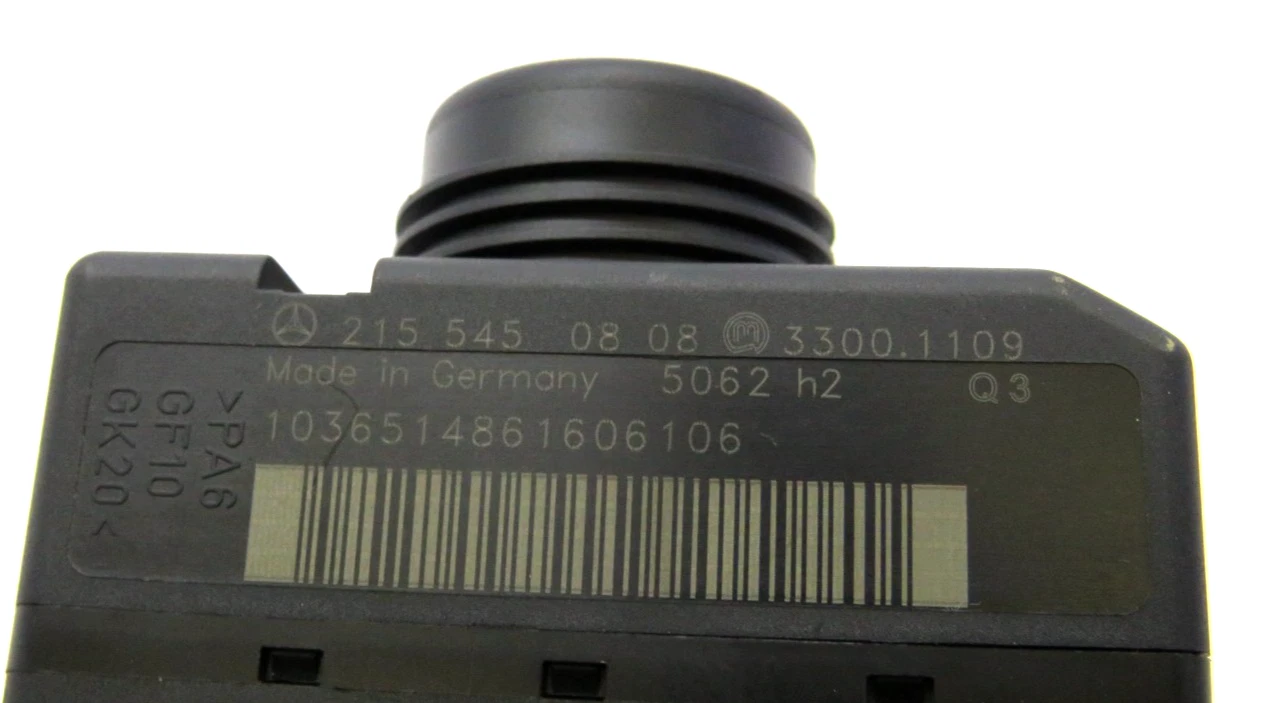 215 545 08 08 3300.1109
Made in Germany 5062 h2 Q3
1036514861606106
>PA6
GF10
GK20<